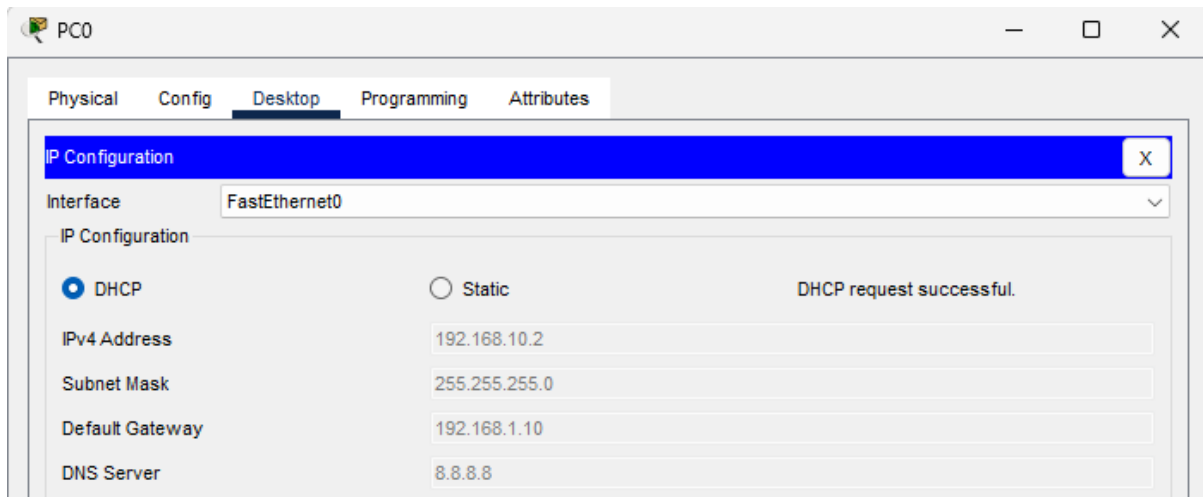 PC0
Physical Config Desktop Programming Attributes
IP Configuration X
Interface FastEthernet0
IP Configuration
DHCP Static DHCP request successful.
IPv4 Address 192.168.10.2
Subnet Mask 255.255.255.0
Default Gateway 192.168.1.10
DNS Server 8.8.8.8